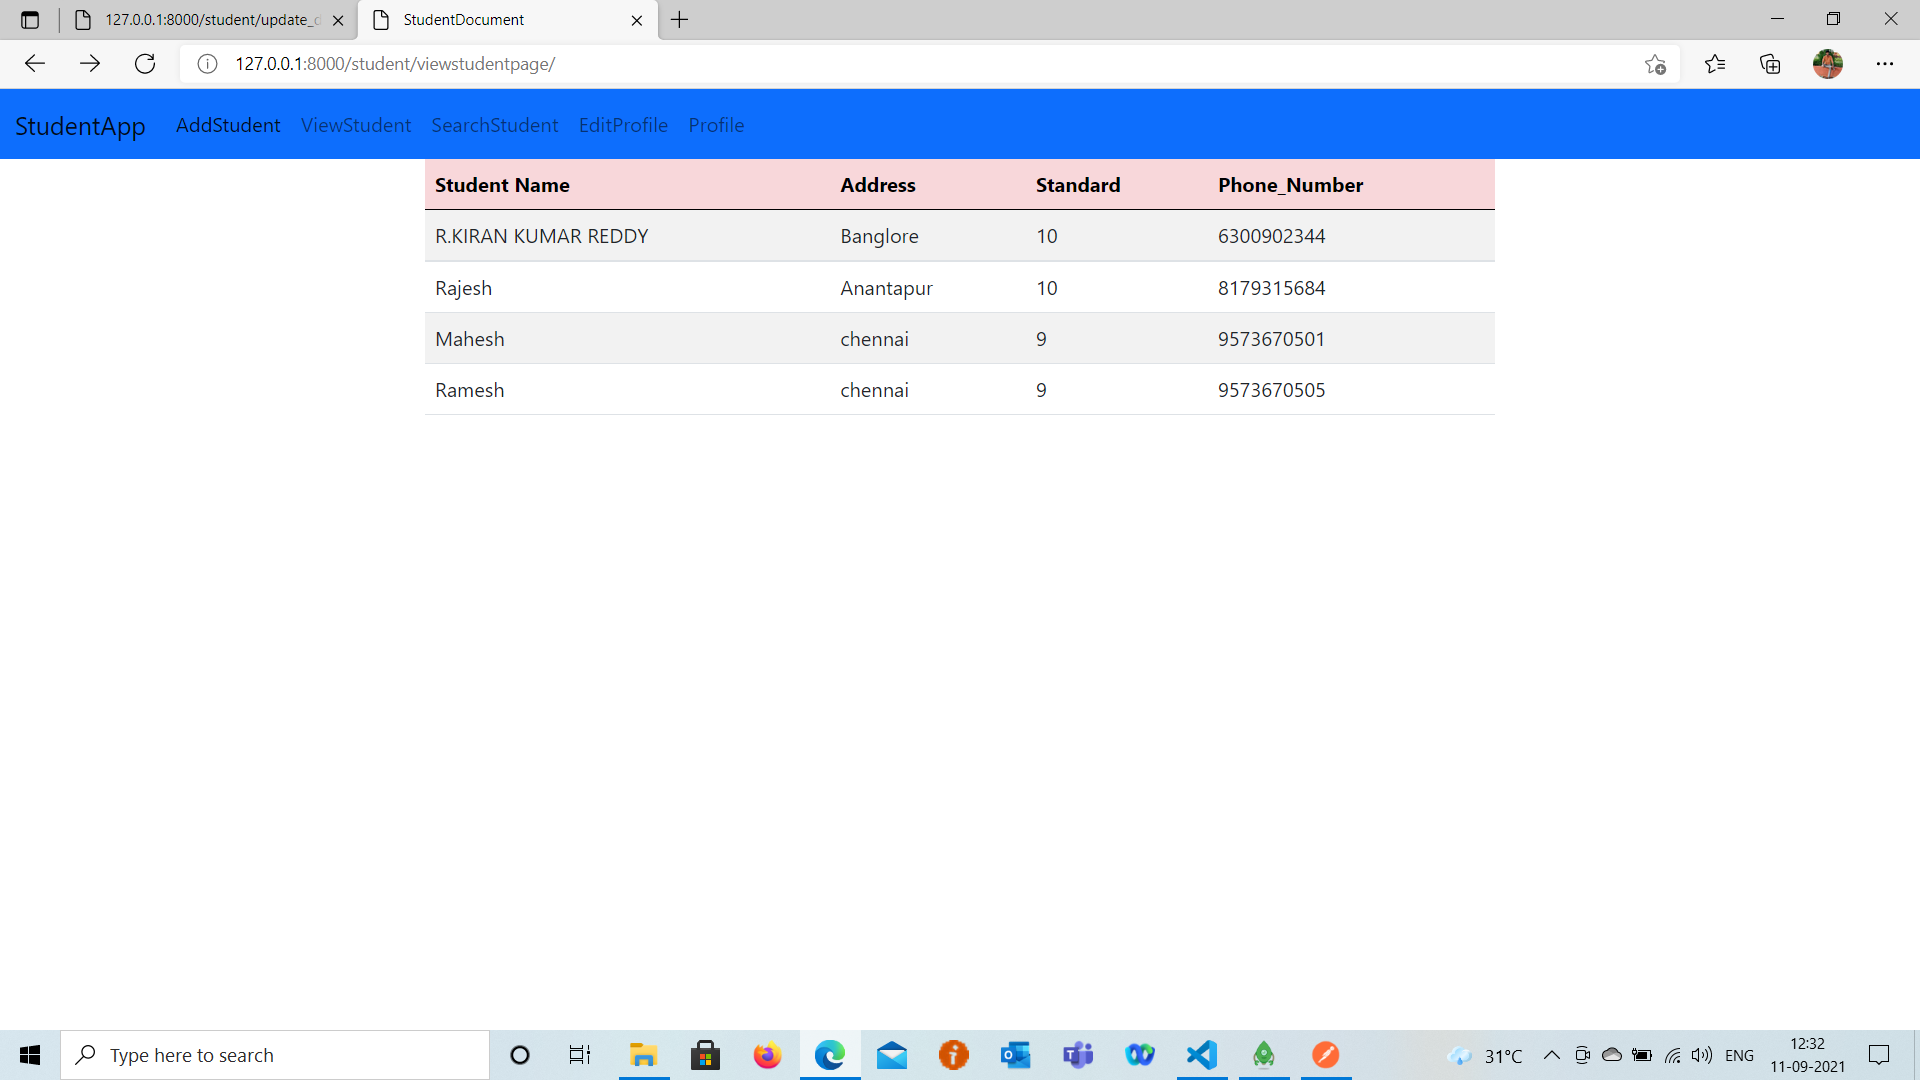 127.0.0.1:8000/student/update_d
StudentDocument
127.0.0.1:8000/student/viewstudentpage/
StudentApp AddStudent ViewStudent SearchStudent EditProfile Profile
Student Name Address Standard Phone_Number
R.KIRAN KUMAR REDDY Banglore 10 6300902344
Rajesh Anantapur 10 8179315684
Mahesh chennai 9 9573670501
Ramesh chennai 9 9573670505
Type here to search
31°C
ENG
12:32
11-09-2021